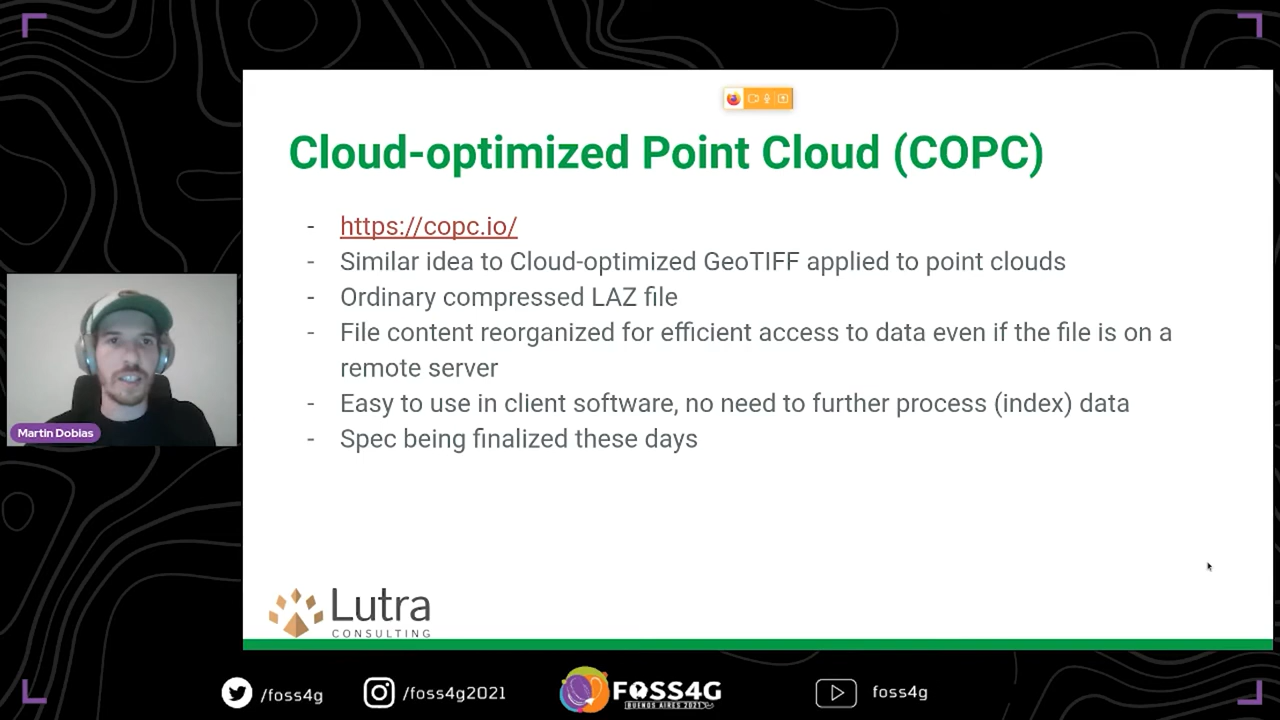 Cloud-optimized Point Cloud (COPC)
- https://copc.io/
- Similar idea to Cloud-optimized GeoTIFF applied to point clouds
- Ordinary compressed LAZ file
- File content reorganized for efficient access to data even if the file is on a
remote server
- Easy to use in client software, no need to further process (index) data
- Spec being finalized these days
Martin Dobias
Lutra
CONSULTING
/foss4g
/foss4g2021
FOSS4G
BUENOS AIRES 2021
foss4g